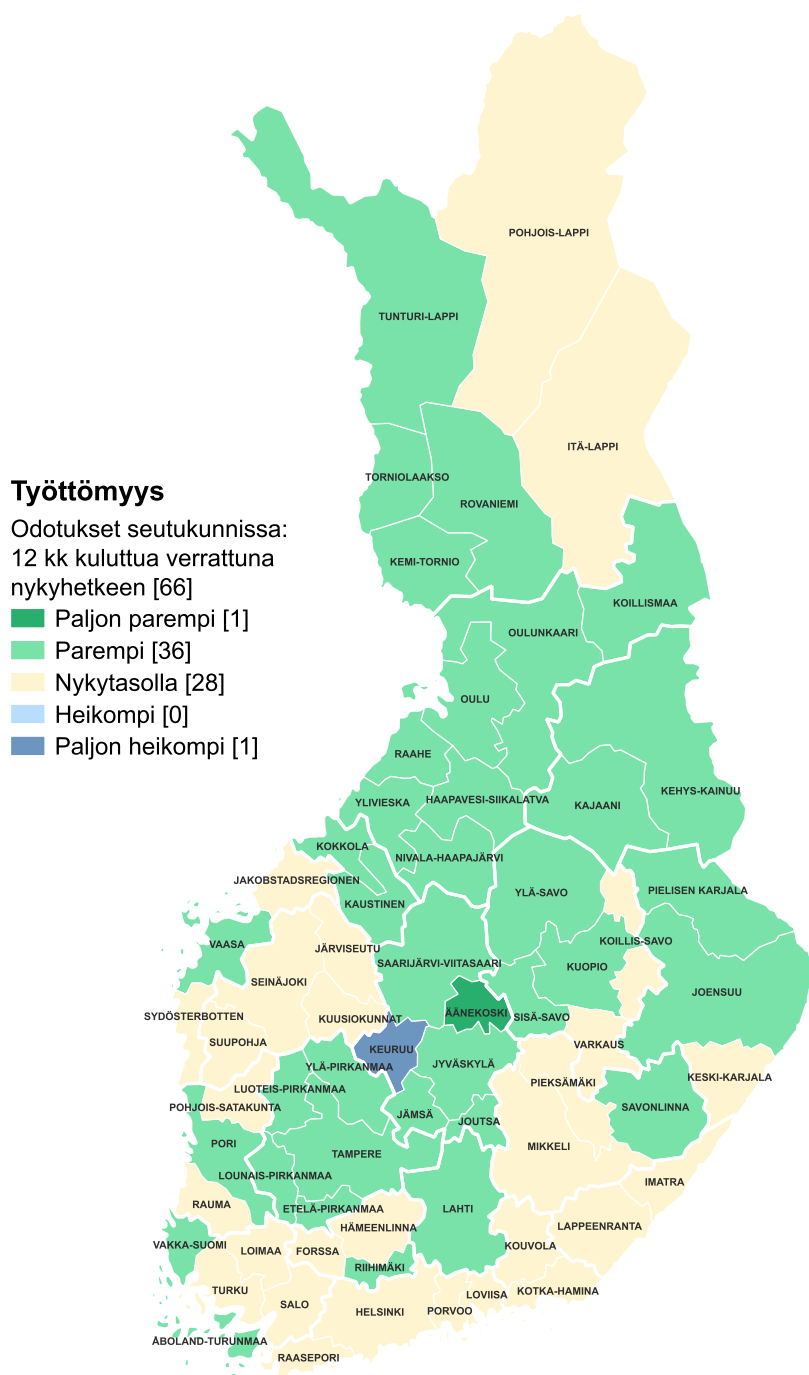 POHJOIS-LAPPI
TUNTURI-LAPPI
ITÄ-LAPPI
TORNIOLAAKSO
ROVANIEMI
Työttömyys
Odotukset seutukunnissa:
12 kk kuluttua verrattuna
nykyhetkeen [66]
Paljon parempi [1]
Parempi [36]
Nykytasolla [28]
Heikompi [0]
Paljon heikompi [1]
KEMI-TORNIO
KOILLISMAA
OULUNKAARI
OULU
RAAHE
KEHYS-KAINUU
HAAPAVESI-SIIKALATVA
YLIVIESKA
KAJAANI
KOKKOLA
NIVALA-HAAPAJÄRVI
JAKOBSTADSREGIONEN
PIELISEN KARJALA
YLÄ-SAVO
KAUSTINEN
KOILLIS-SAVO
VAASA
JÄRVISEUTU
SAARIJÄRVI-VIITASAARI
KUOPIO
SEINÄJOKI
JOENSUU
ÄÄNEKOSKI
SYDÖSTERBOTTEN
KUUSIOKUNNAT
SISÄ-SAVO
SUUPOHJA
VARKAUS
KEURUU
YLÄ-PIRKANMAA
JYVÄSKYLÄ
KESKI-KARJALA
PIEKSÄMÄKI
LUOTEIS-PIRKANMAA
POHJOIS-SATAKUNTA
SAVONLINNA
JÄMSÄ
JOUTSA
PORI
MIKKELI
TAMPERE
LOUNAIS-PIRKANMAA
IMATRA
RAUMA
ETELÄ-PIRKANMAA
LAHTI
HÄMEENLINNA
LAPPEENRANTA
VAKKA-SUOMI
LOIMAA
FORSSA
KOUVOLA
RIIHIMÄKI
TURKU
KOTKA-HAMINA
LOVIISA
SALO
HELSINKI
PORVOO
ÅBOLAND-TURUNMAA
RAASEPORI